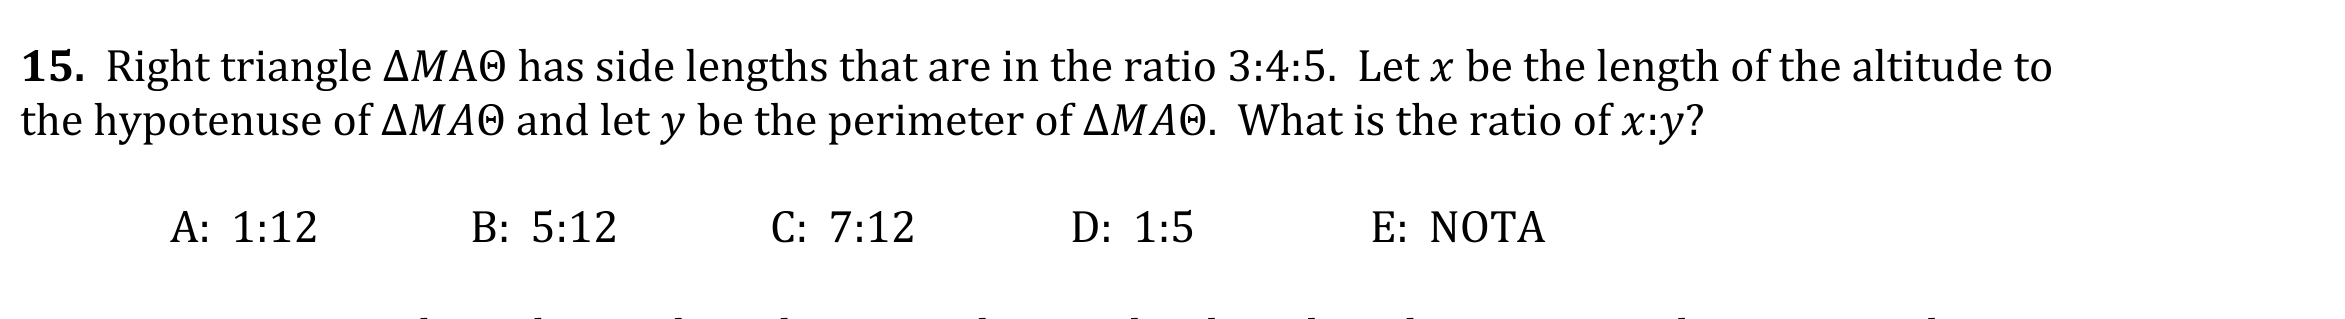 15. Right triangle ΔMAΘ has side lengths that are in the ratio 3:4:5. Let x be the length of the altitude to
the hypotenuse of ΔMAΘ and let y be the perimeter of ΔMAΘ. What is the ratio of x:y?
A: 1:12 B: 5:12 C: 7:12 D: 1:5 E: NOTA